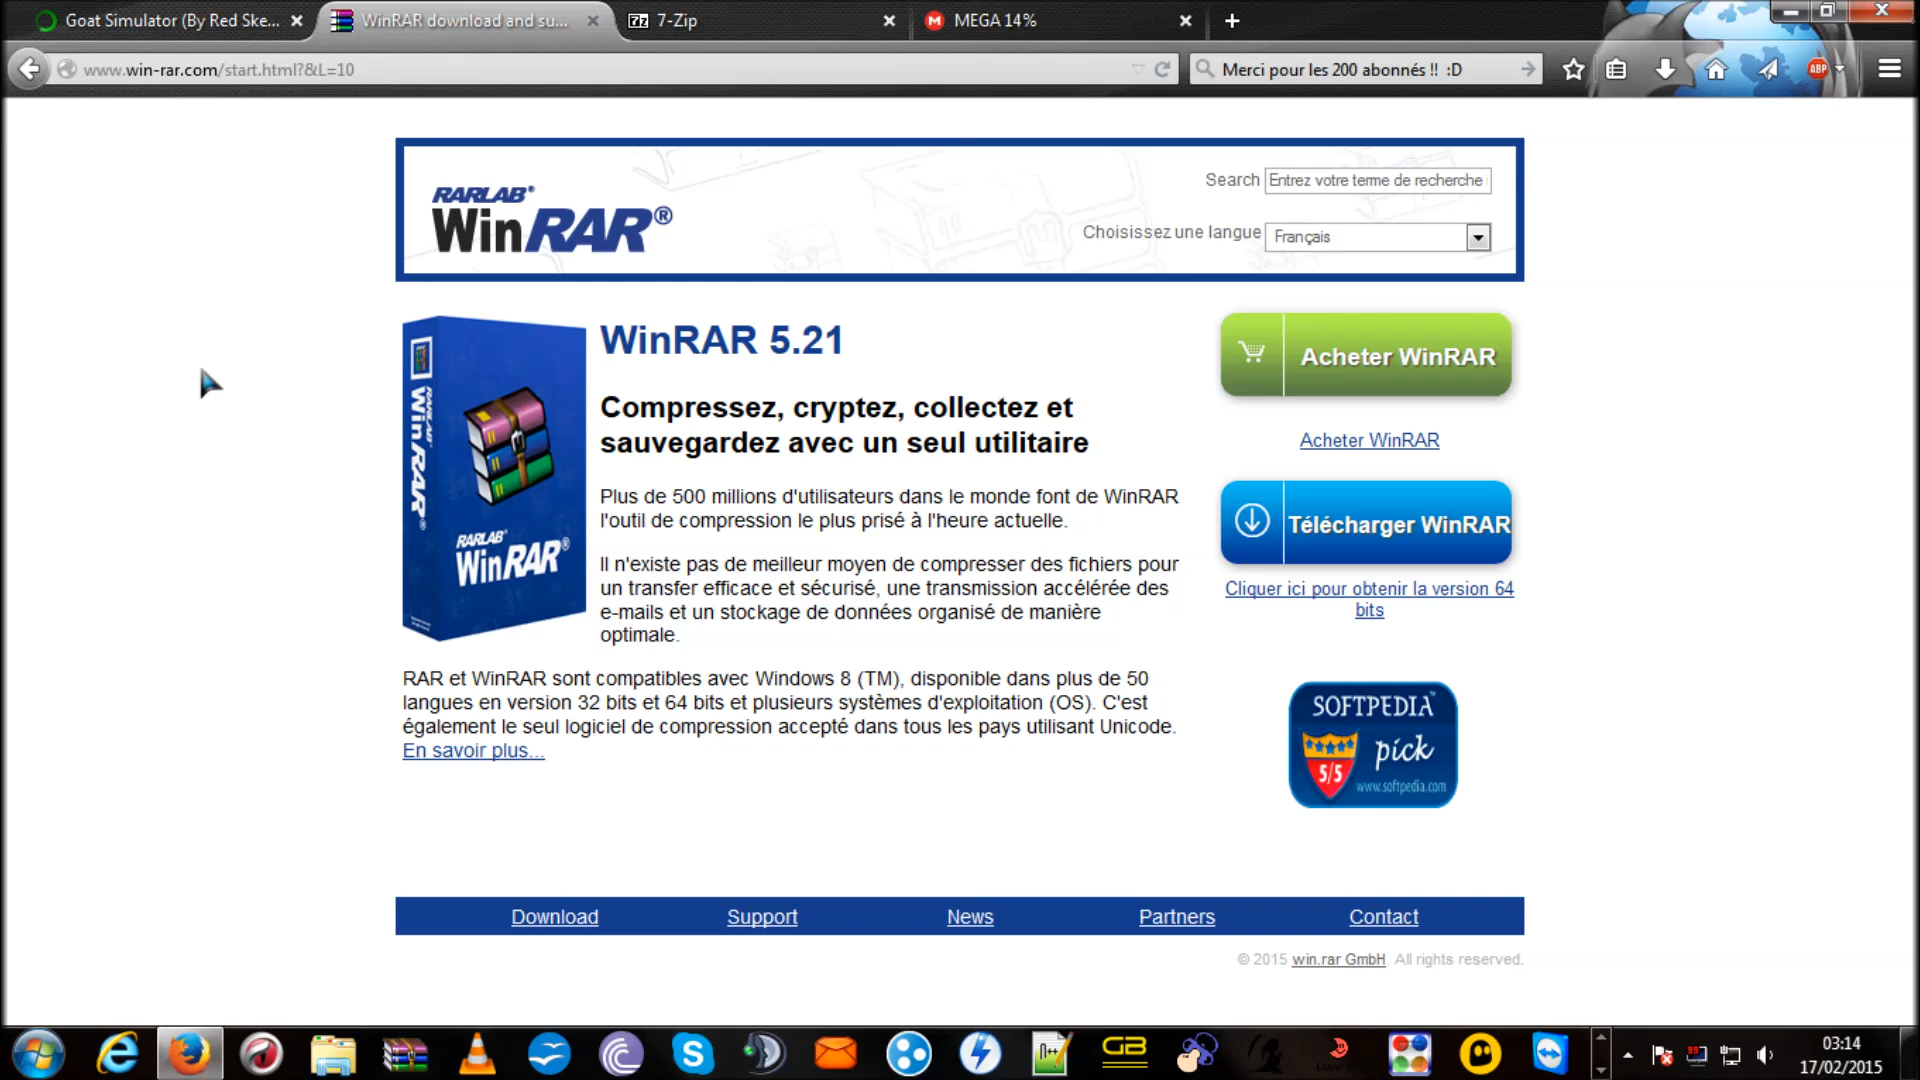 Goat Simulator (By Red Ske...
WinRAR download and su...
7-Zip
MEGA 14%
www.win-rar.com/start.html?&L=10
Merci pour les 200 abonnés !! :D
ABP
RARLAB®
WinRAR®
Search
Entrez votre terme de recherche
Choisissez une langue
Français
RARLAB®
WinRAR®
RARLAB®
WinRAR®
WinRAR 5.21
Compressez, cryptez, collectez et
sauvegardez avec un seul utilitaire
Plus de 500 millions d'utilisateurs dans le monde font de WinRAR
l'outil de compression le plus prisé à l'heure actuelle.
Il n'existe pas de meilleur moyen de compresser des fichiers pour
un transfer efficace et sécurisé, une transmission accélérée des
e-mails et un stockage de données organisé de manière
optimale.
RAR et WinRAR sont compatibles avec Windows 8 (TM), disponible dans plus de 50
langues en version 32 bits et 64 bits et plusieurs systèmes d'exploitation (OS). C'est
également le seul logiciel de compression accepté dans tous les pays utilisant Unicode.
En savoir plus...
Acheter WinRAR
Acheter WinRAR
Télécharger WinRAR
Cliquer ici pour obtenir la version 64
bits
SOFTPEDIA™
pick
5/5
www.softpedia.com
Download
Support
News
Partners
Contact
© 2015 win.rar GmbH. All rights reserved.
GB
03:14
17/02/2015